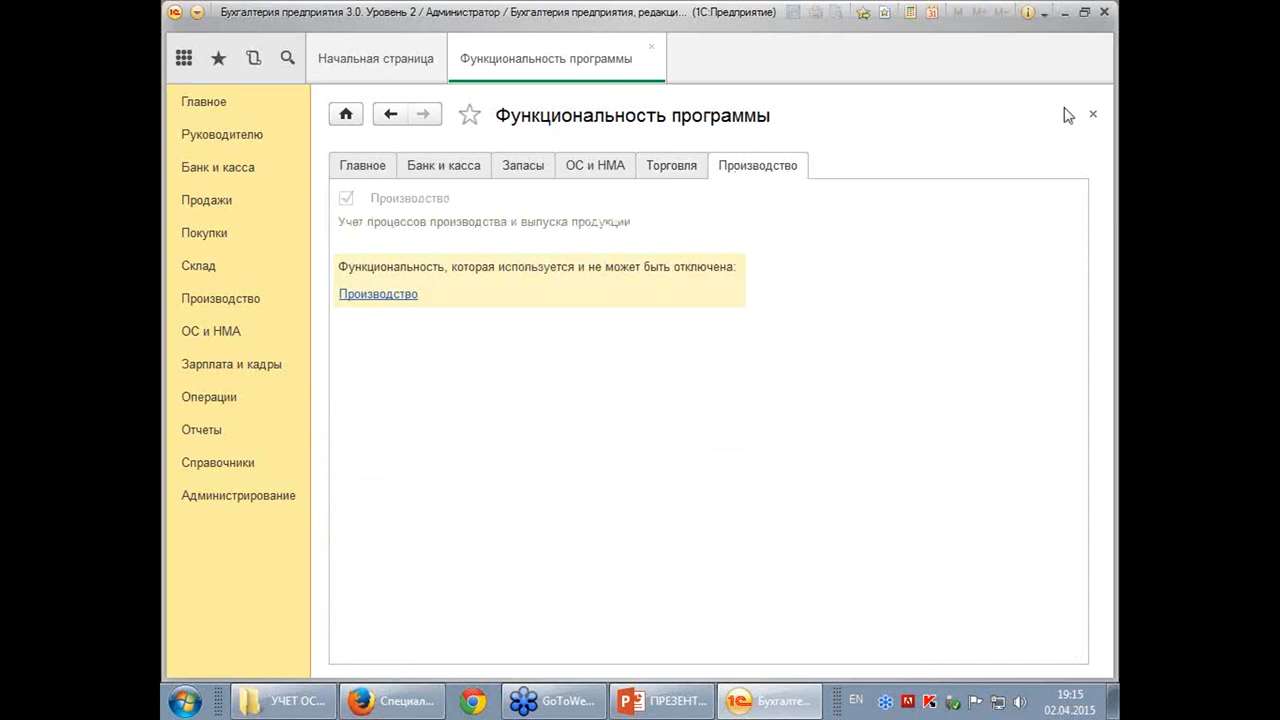 Бухгалтерия предприятия 3.0. Уровень 2 / Администратор / Бухгалтерия предприятия, редакци... (1С:Предприятие)
M M+ M-
Начальная страница
Функциональность программы
Главное
Руководителю
Банк и касса
Продажи
Покупки
Склад
Производство
ОС и НМА
Зарплата и кадры
Операции
Отчеты
Справочники
Администрирование
Функциональность программы
Главное Банк и касса Запасы ОС и НМА Торговля Производство
Производство
Учет процессов производства и выпуска продукции
Функциональность, которая используется и не может быть отключена:
Производство
УЧЕТ ОС... Специал... GoToWe... ПРЕЗЕНТ... Бухгалте... EN 19:15
02.04.2015